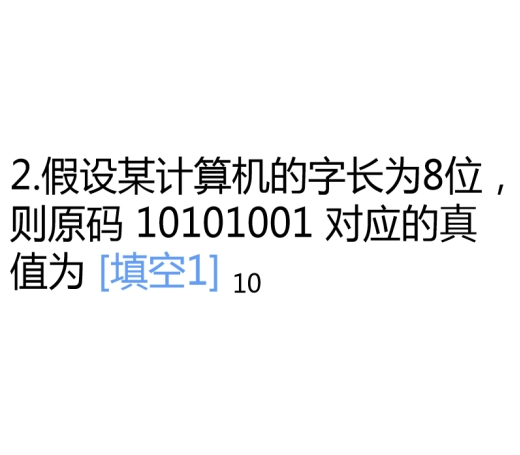 2.假设某计算机的字长为8位，
则原码 10101001 对应的真
值为 [填空1] 10